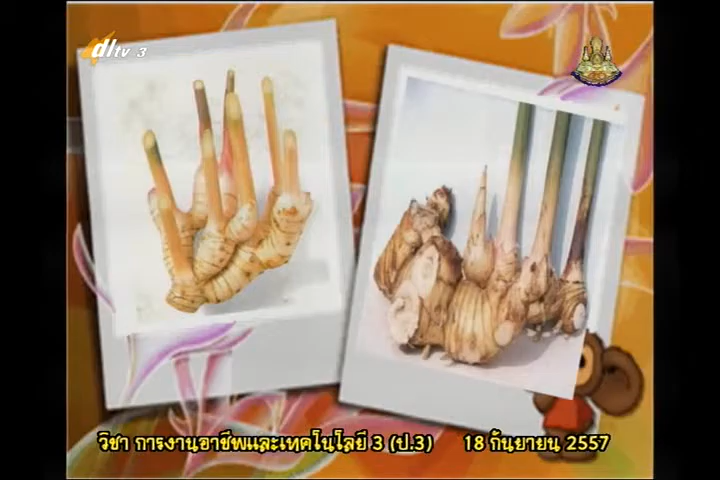 dltv 3
วิชา การงานอาชีพและเทคโนโลยี 3 (ป.3) 18 กันยายน 2557